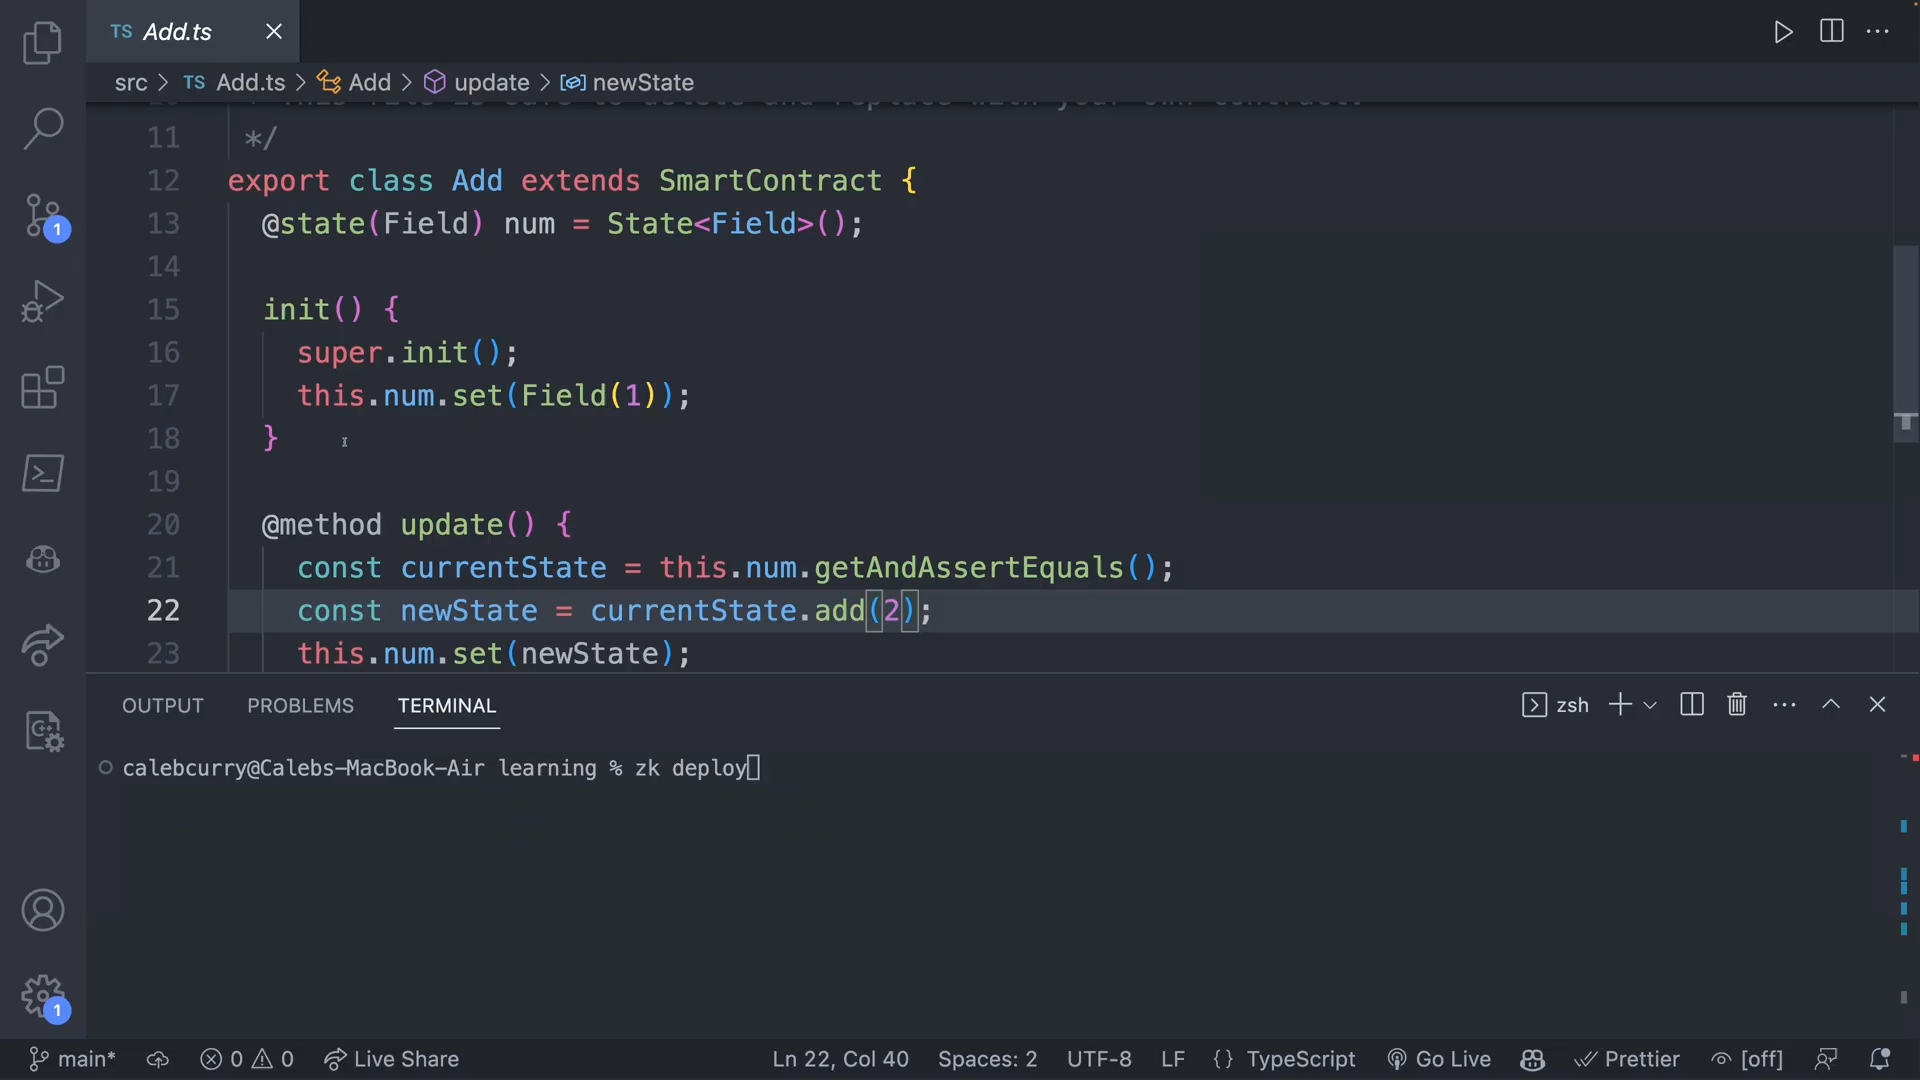 TS Add.ts
src > TS Add.ts > Add > update > newState
11 */
12 export class Add extends SmartContract {
13 @state(Field) num = State<Field>();
14
15 init() {
16 super.init();
17 this.num.set(Field(1));
18 }
19
20 @method update() {
21 const currentState = this.num.getAndAssertEquals();
22 const newState = currentState.add(2);
23 this.num.set(newState);
1
OUTPUT PROBLEMS TERMINAL zsh
calebcurry@Calebs-MacBook-Air learning % zk deploy
1
main* 0 0 Live Share Ln 22, Col 40 Spaces: 2 UTF-8 LF {} TypeScript Go Live Prettier [off]